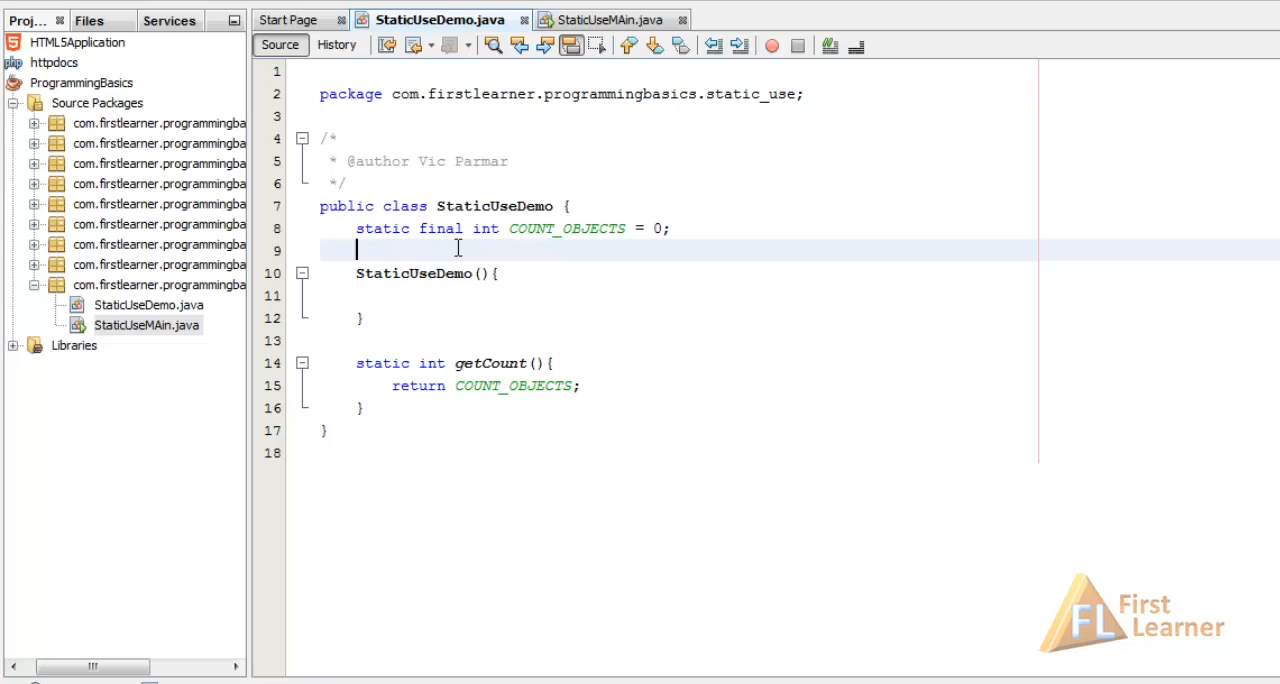 Proj... Files Services
Start Page StaticUseDemo.java StaticUseMAin.java
Source History
HTML5Application
php httpdocs
ProgrammingBasics
Source Packages
com.firstlearner.programmingba
com.firstlearner.programmingba
com.firstlearner.programmingba
com.firstlearner.programmingba
com.firstlearner.programmingba
com.firstlearner.programmingba
com.firstlearner.programmingba
com.firstlearner.programmingba
com.firstlearner.programmingba
StaticUseDemo.java
StaticUseMAin.java
Libraries
1
2 package com.firstlearner.programmingbasics.static_use;
3
4 /*
5 * @author Vic Parmar
6 */
7 public class StaticUseDemo {
8 static final int COUNT_OBJECTS = 0;
9
10 StaticUseDemo(){
11
12 }
13
14 static int getCount(){
15 return COUNT_OBJECTS;
16 }
17 }
18
FL First
Learner